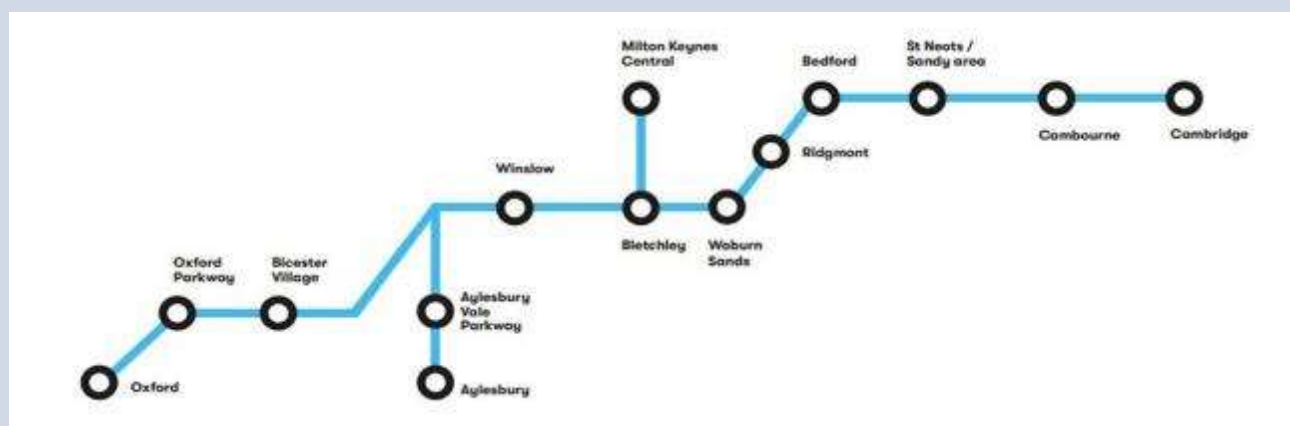 Milton Keynes
Central
Bedford
St Neots /
Sandy area
Cambourne
Cambridge
Ridgmont
Winslow
Bletchley
Woburn
Sands
Oxford
Parkway
Bicester
Village
Aylesbury
Vale
Parkway
Oxford
Aylesbury